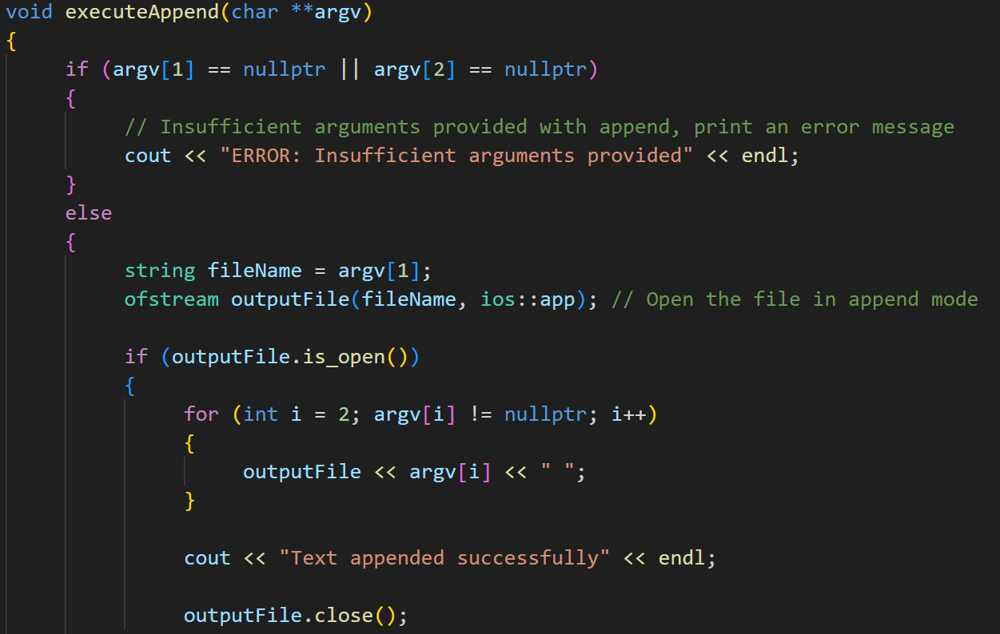 void executeAppend(char **argv)
{
if (argv[1] == nullptr || argv[2] == nullptr)
{
// Insufficient arguments provided with append, print an error message
cout << "ERROR: Insufficient arguments provided" << endl;
}
else
{
string fileName = argv[1];
ofstream outputFile(fileName, ios::app); // Open the file in append mode
if (outputFile.is_open())
{
for (int i = 2; argv[i] != nullptr; i++)
{
outputFile << argv[i] << " ";
}
cout << "Text appended successfully" << endl;
outputFile.close();